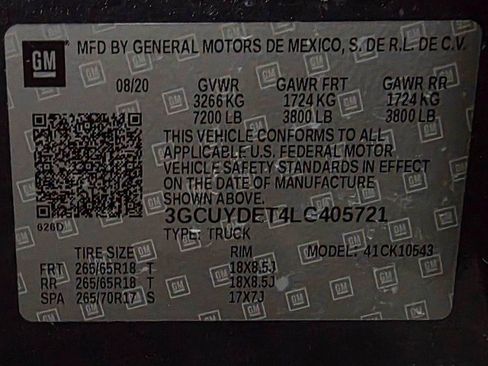 GM MFD BY GENERAL MOTORS DE MEXICO, S. DE R.L. DE C.V.
08/20 GVWR GAWR FRT GAWR RR
3266 KG 1724 KG 1724 KG
7200 LB 3800 LB 3800 LB
THIS VEHICLE CONFORMS TO ALL
APPLICABLE U.S. FEDERAL MOTOR
VEHICLE SAFETY STANDARDS IN EFFECT
ON THE DATE OF MANUFACTURE
SHOWN ABOVE.
3GCUYDET4LG405721
026D
TYPE: TRUCK
TIRE SIZE RIM MODEL: 41CK10543
FRT 265/65R18 T 18X8.5J
RR 265/65R18 T 18X8.5J
SPA 265/70R17 S 17X7J